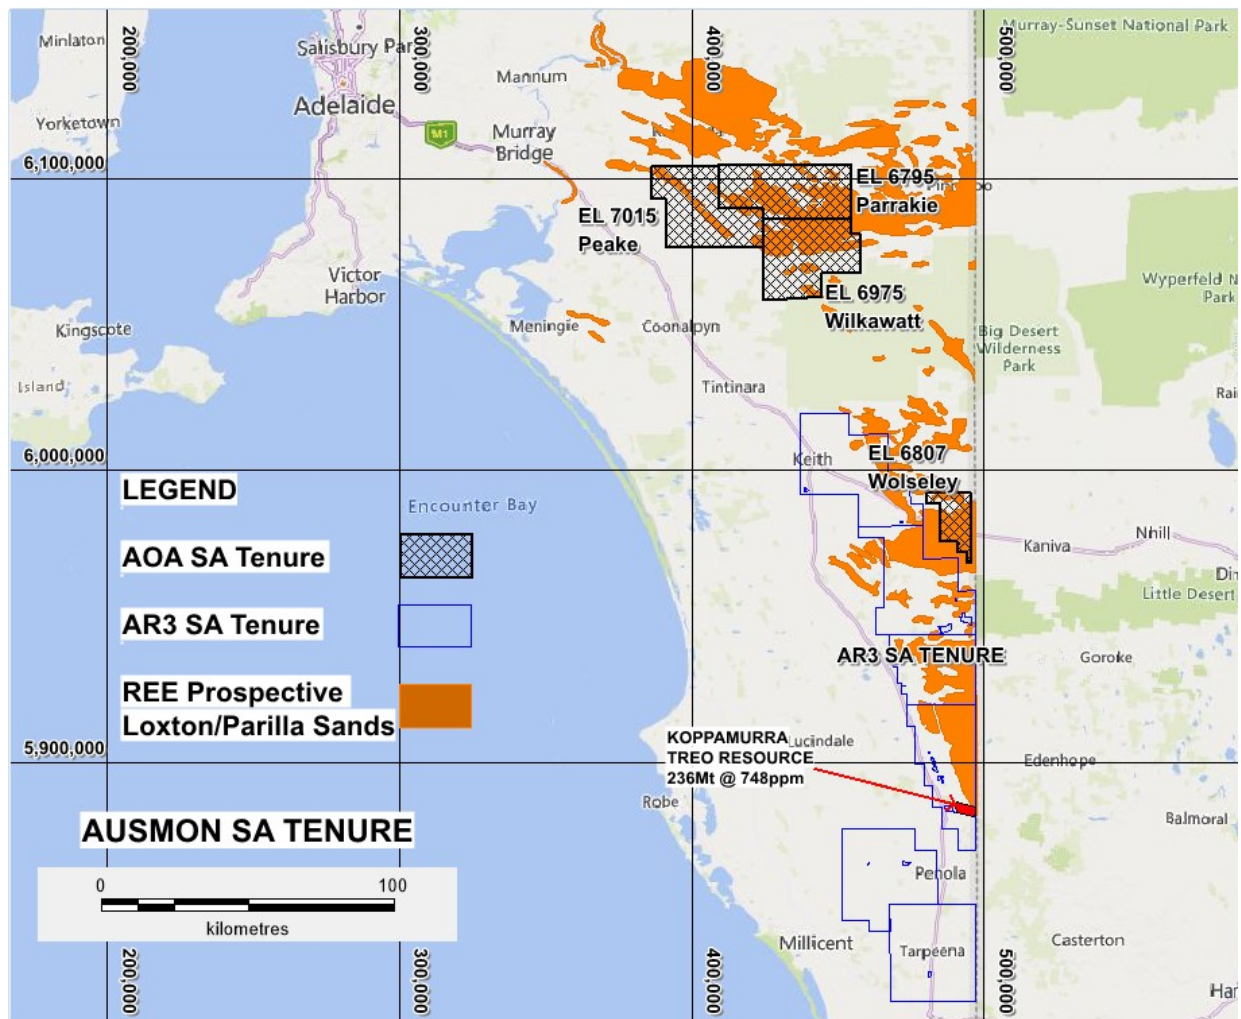 200,000
300,000
400,000
500,000
Murray-Sunset National Park
Minlaton
Salisbury Par
Mannum
Adelaide
Yorketown
M1
Murray
Bridge
6,100,000
EL 6795
Parrakie
EL 7015
Peake
Victor
Harbor
Wyperfeld N
Park
EL 6975
Wilkawatt
Kingscote
Meningie
Coonalpyn
Big Desert
Wilderness
Park
Island
Tintinara
Rai
6,000,000
Keith
EL 6807
Wolseley
LEGEND
Encounter Bay
AOA SA Tenure
Kaniva
Nhill
Din
Little Desert
AR3 SA Tenure
AR3 SA TENURE
Goroke
REE Prospective
Loxton/Parilla Sands
5,900,000
KOPPAMURRA
TREO RESOURCE
236Mt @ 748ppm
Lucindale
Edenhope
Robe
AUSMON SA TENURE
Balmoral
0 100
kilometres
Penola
Millicent
Tarpeena
Casterton
200,000
300,000
400,000
500,000
Har